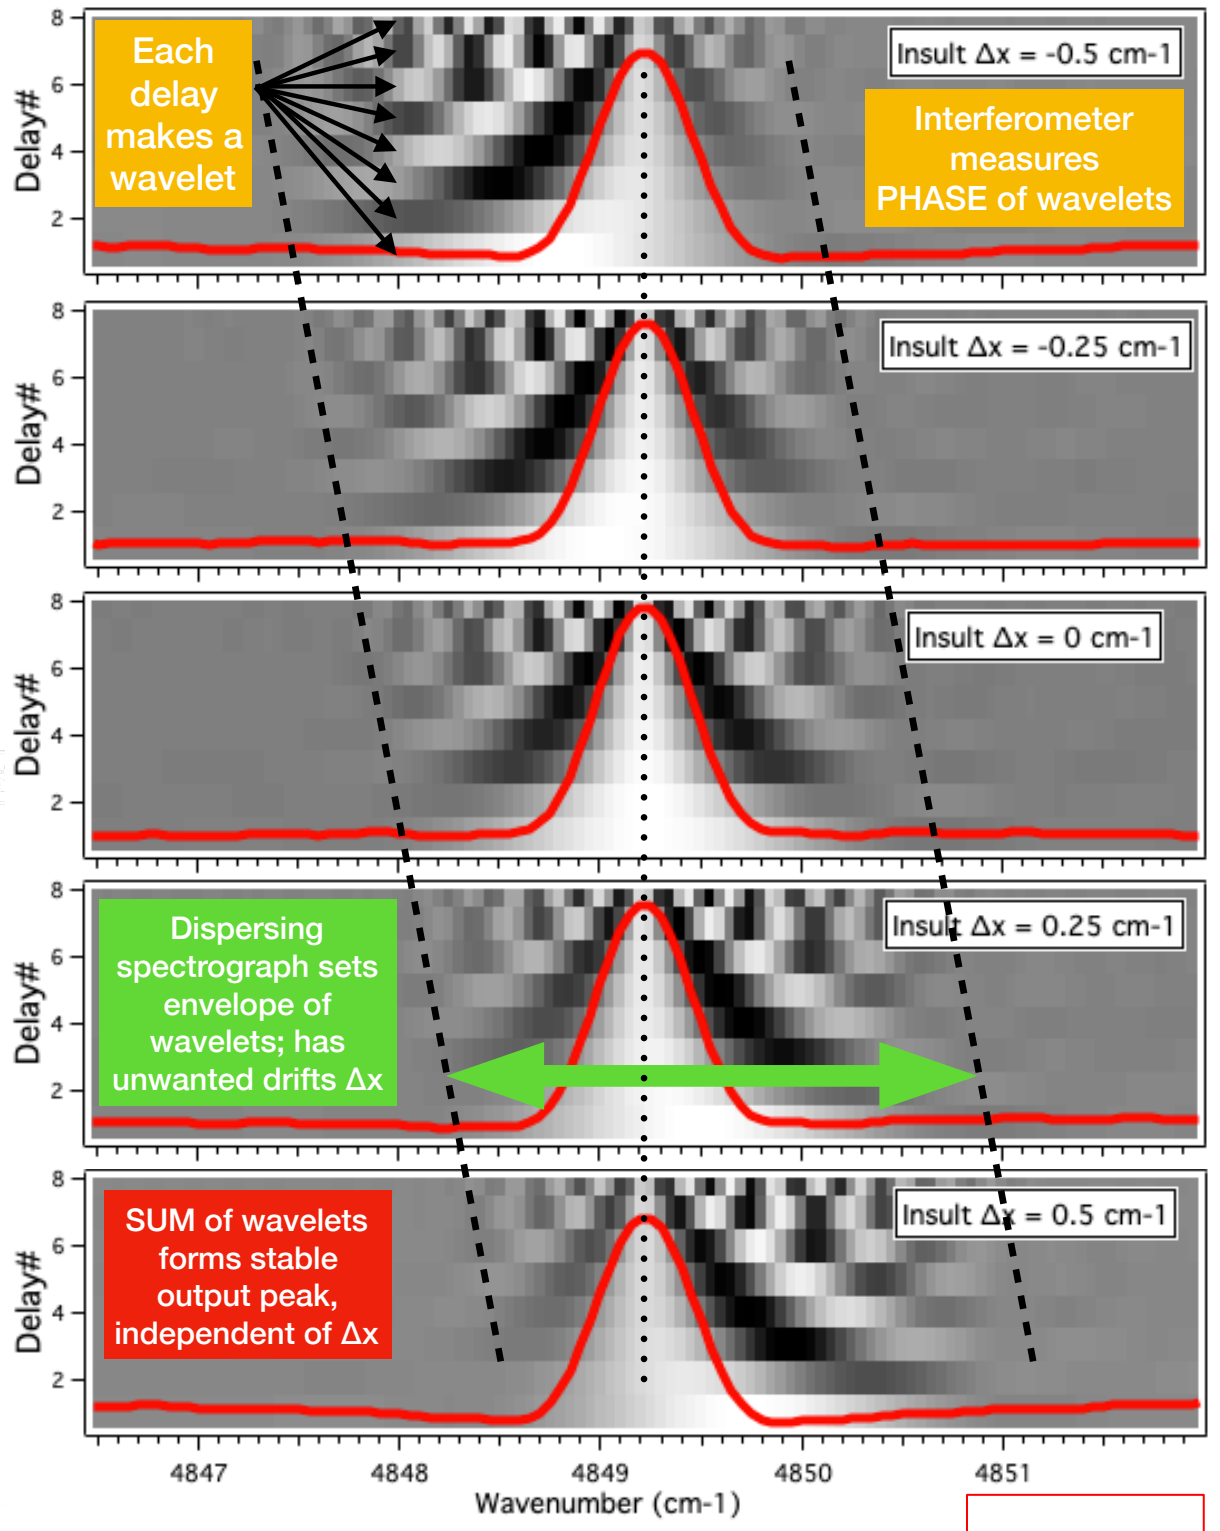 8
6
4
2
Delay#
Each
delay
makes a
wavelet
Insult Δx = -0.5 cm-1
Interferometer
measures
PHASE of wavelets
8
6
4
2
Delay#
Insult Δx = -0.25 cm-1
8
6
4
2
Delay#
Insult Δx = 0 cm-1
8
6
4
2
Delay#
Dispersing
spectrograph sets
envelope of
wavelets; has
unwanted drifts Δx
Insult Δx = 0.25 cm-1
8
6
4
2
Delay#
SUM of wavelets
forms stable
output peak,
independent of Δx
Insult Δx = 0.5 cm-1
4847 4848 4849 4850 4851
Wavenumber (cm-1)